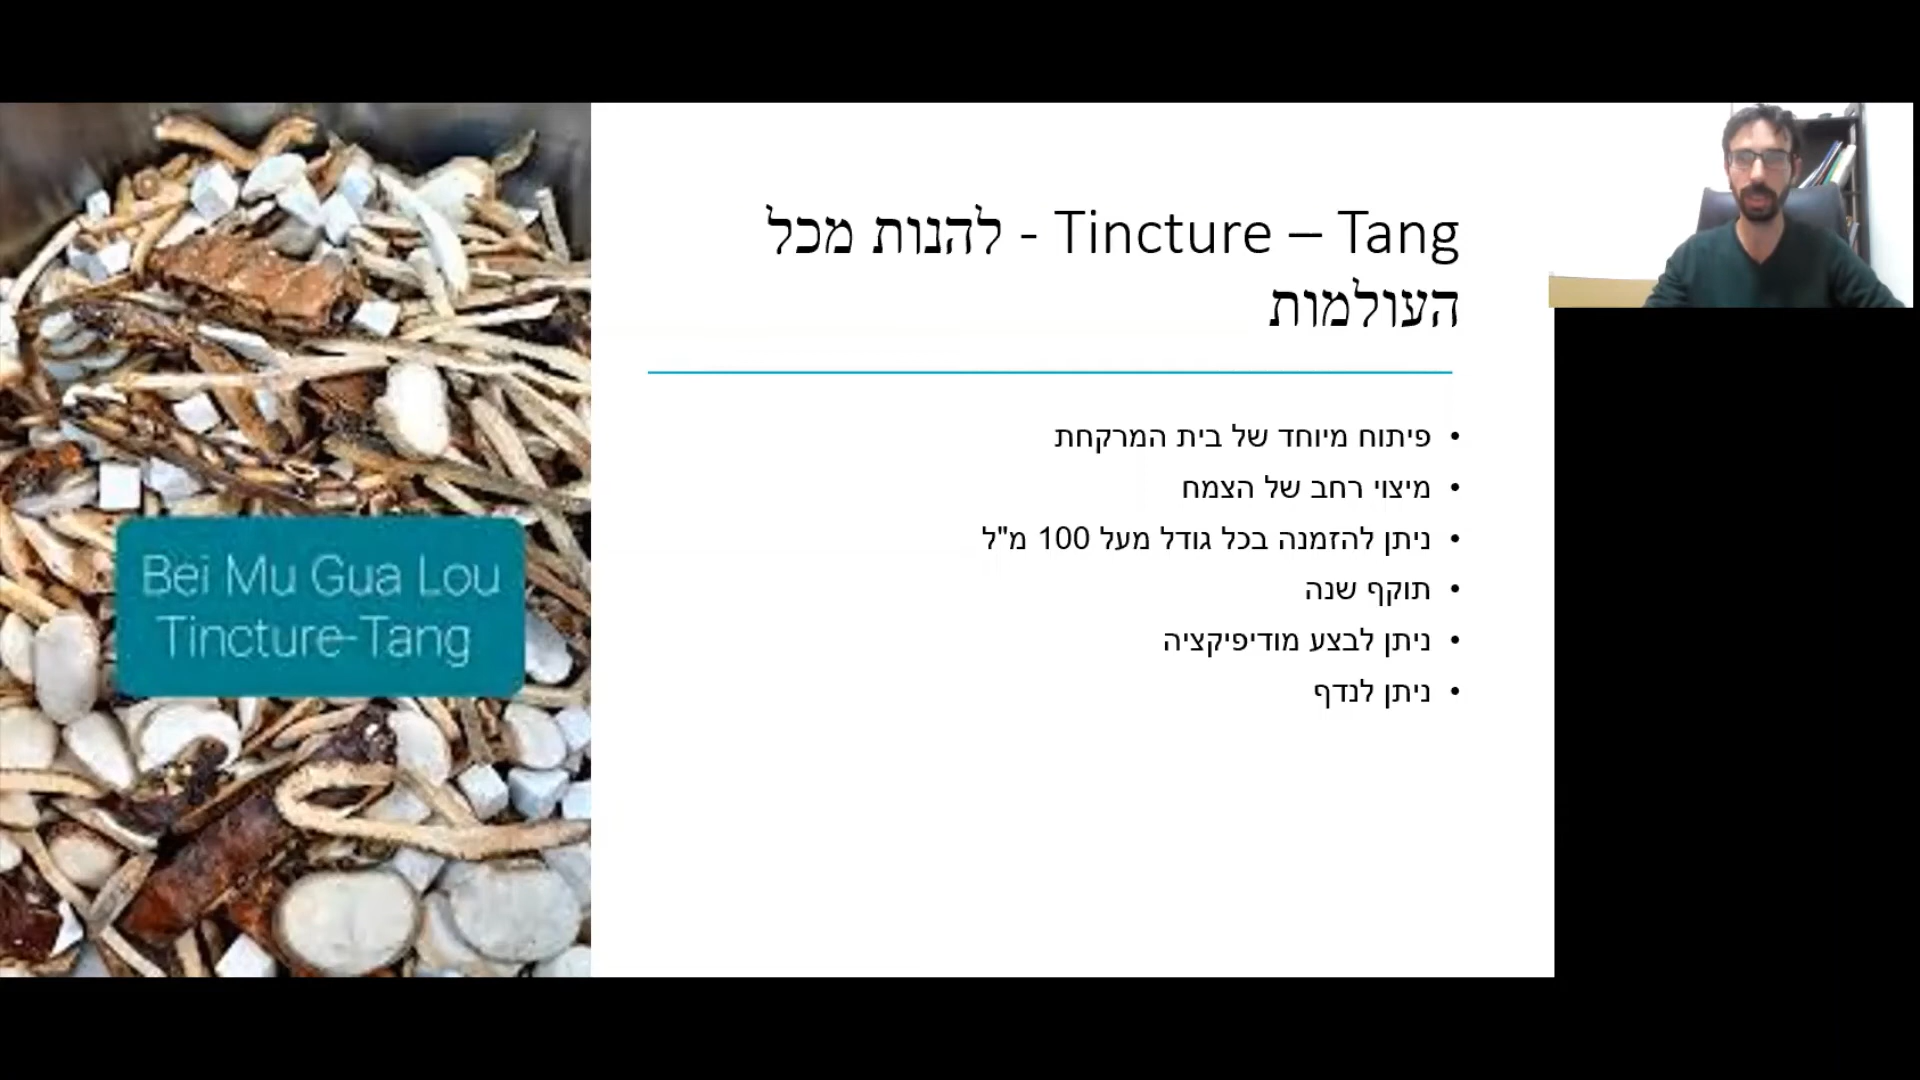 Tincture – Tang - להנות מכל
העולמות
• פיתוח מיוחד של בית המרקחת
• מיצוי רחב של הצמח
• ניתן להזמנה בכל גודל מעל 100 מ"ל
• תוקף שנה
• ניתן לבצע מודיפיקציה
• ניתן לנדף
Bei Mu Gua Lou
Tincture-Tang